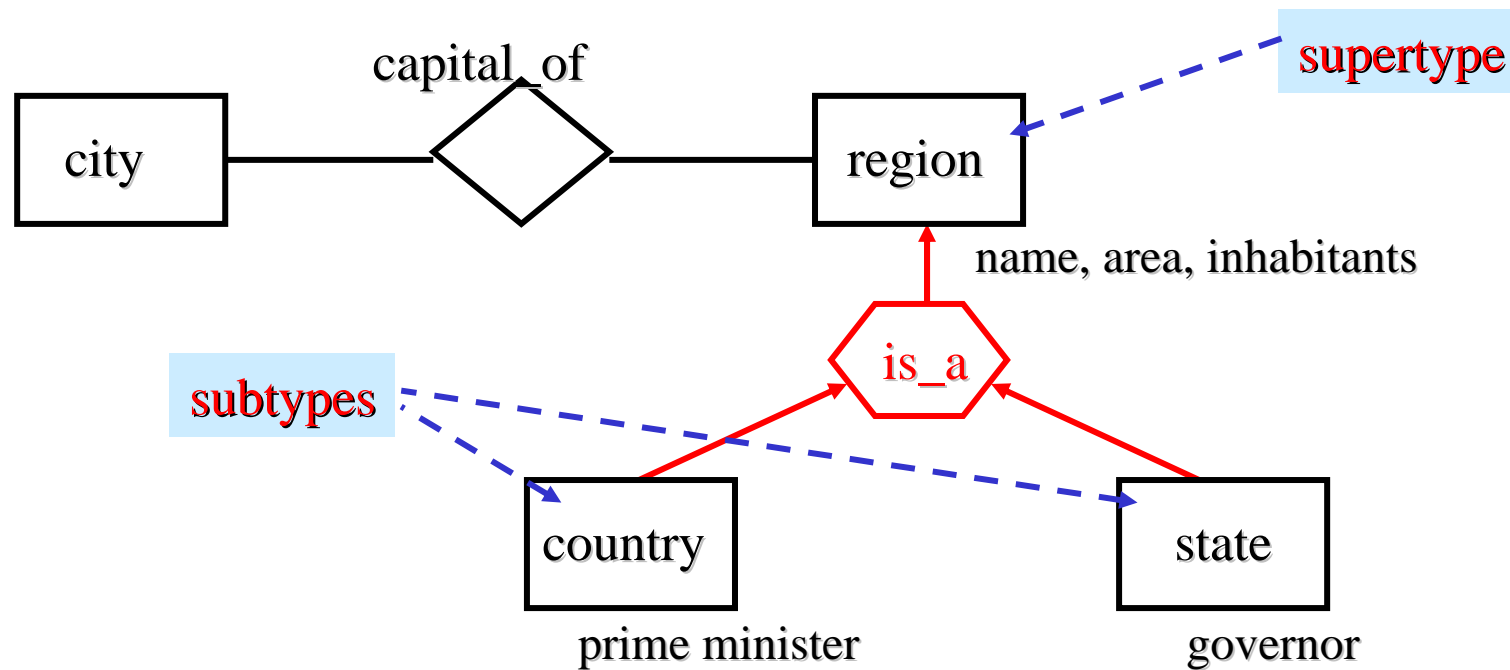 capital_of
supertype
city
region
name, area, inhabitants
is_a
subtypes
country
state
prime minister
governor